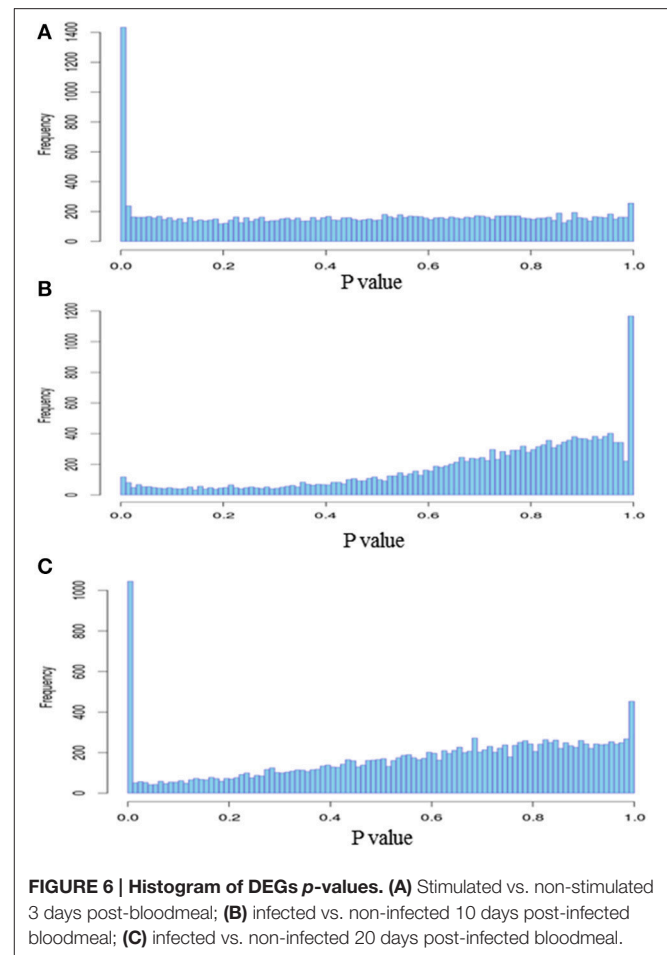 A
Frequency
1400
1200
1000
800
600
400
200
0
0.0 0.2 0.4 0.6 0.8 1.0
P value
B
Frequency
1200
1000
800
600
400
200
0
0.0 0.2 0.4 0.6 0.8 1.0
P value
C
Frequency
1000
800
600
400
200
0
0.0 0.2 0.4 0.6 0.8 1.0
P value
FIGURE 6 | Histogram of DEGs p-values. (A) Stimulated vs. non-stimulated
3 days post-bloodmeal; (B) infected vs. non-infected 10 days post-infected
bloodmeal; (C) infected vs. non-infected 20 days post-infected bloodmeal.